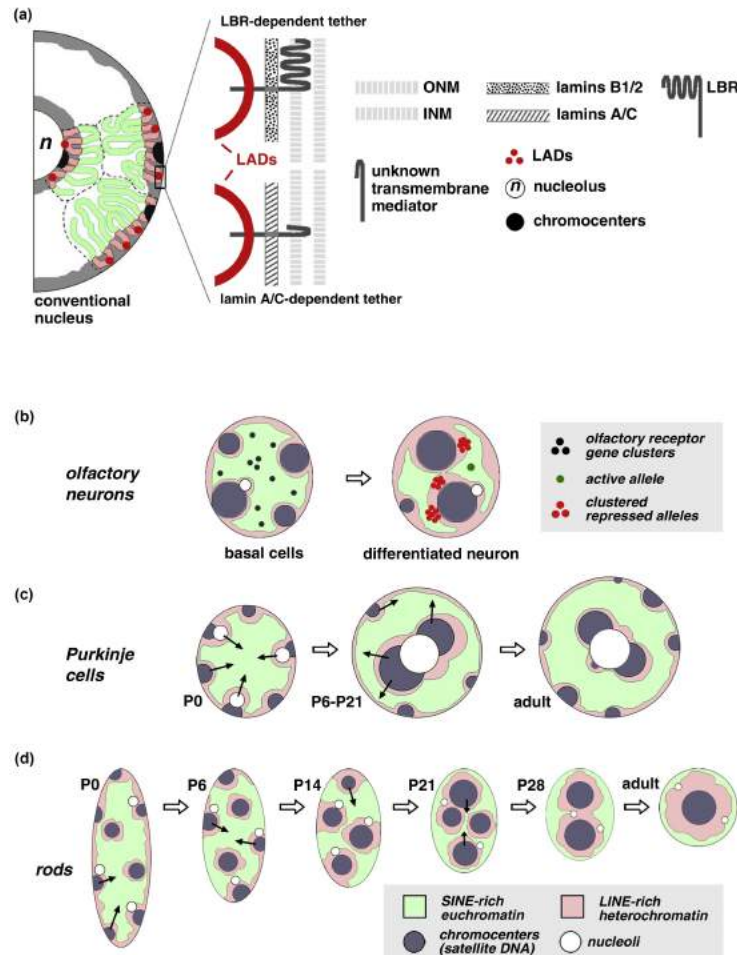 (a)
LBR-dependent tether
n
LADs
conventional
nucleus
lamin A/C-dependent tether
ONM
INM
lamins B1/2
lamins A/C
LBR
unknown
transmembrane
mediator
LADs
n nucleolus
chromocenters
(b)
olfactory
neurons
basal cells
differentiated neuron
olfactory receptor
gene clusters
active allele
clustered
repressed alleles
(c)
Purkinje
cells
P0
P6-P21
adult
(d)
P0
P6
P14
P21
P28
adult
rods
SINE-rich
euchromatin
LINE-rich
heterochromatin
chromocenters
(satellite DNA)
nucleoli